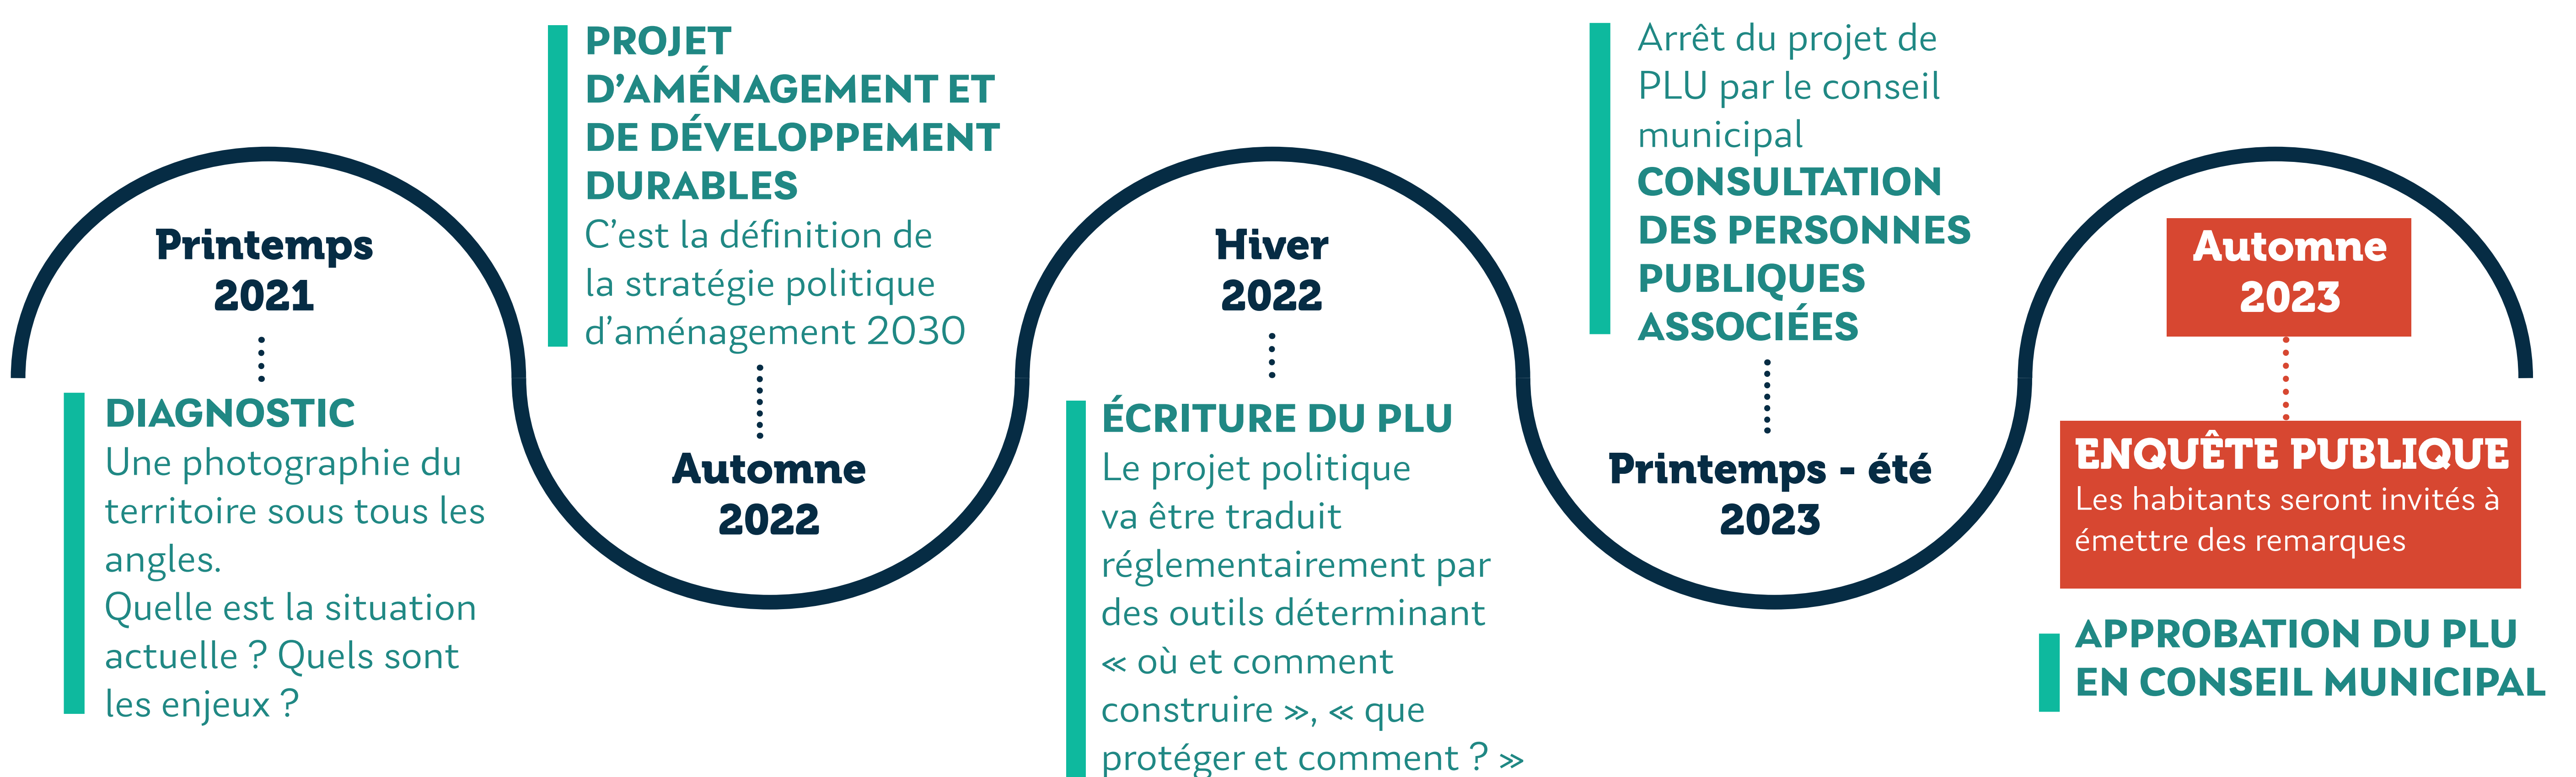 Printemps
2021
DIAGNOSTIC
Une photographie du
territoire sous tous les
angles.
Quelle est la situation
actuelle ? Quels sont
les enjeux ?
PROJET
D’AMÉNAGEMENT ET
DE DÉVELOPPEMENT
DURABLES
C’est la définition de
la stratégie politique
d’aménagement 2030
Automne
2022
Hiver
2022
ÉCRITURE DU PLU
Le projet politique
va être traduit
réglementairement par
des outils déterminant
« où et comment
construire », « que
protéger et comment ? »
Arrêt du projet de
PLU par le conseil
municipal
CONSULTATION
DES PERSONNES
PUBLIQUES
ASSOCIÉES
Printemps - été
2023
Automne
2023
ENQUÊTE PUBLIQUE
Les habitants seront invités à
émettre des remarques
APPROBATION DU PLU
EN CONSEIL MUNICIPAL